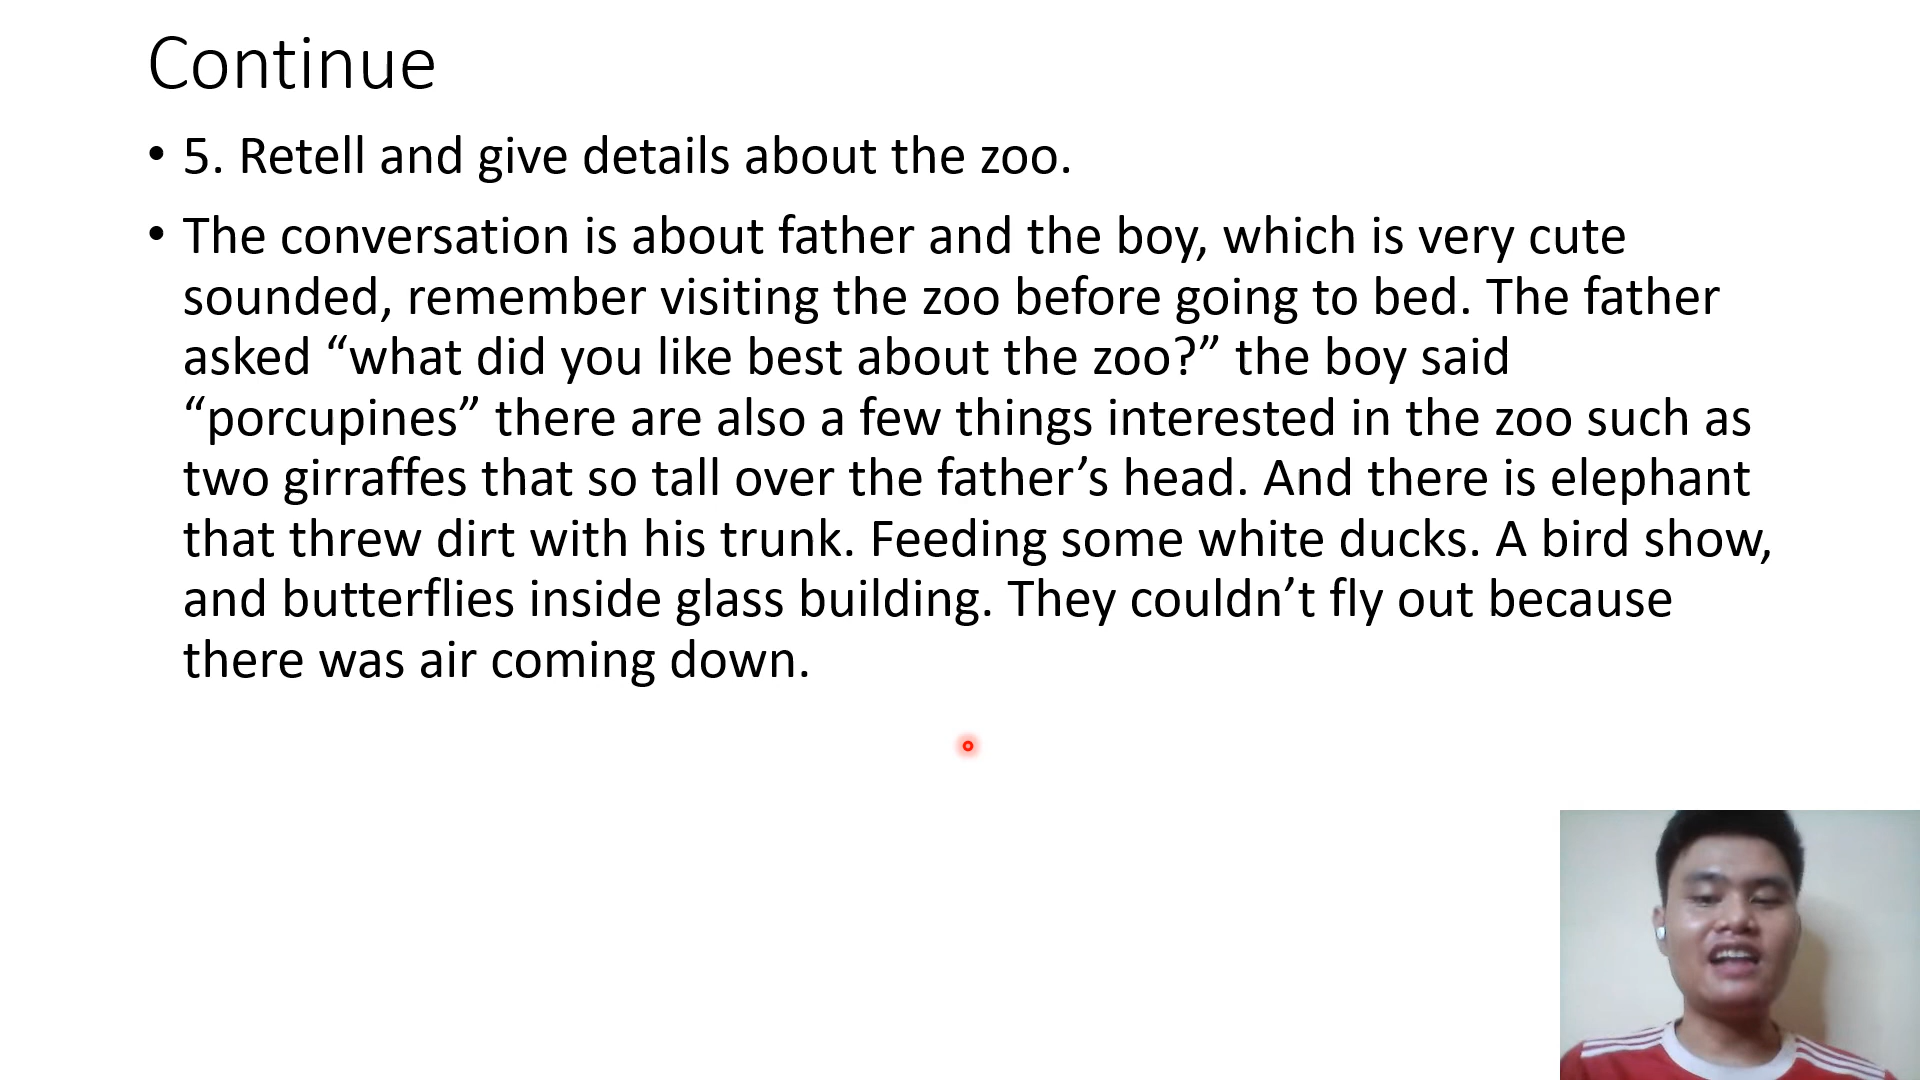 Continue
• 5. Retell and give details about the zoo.
• The conversation is about father and the boy, which is very cute
sounded, remember visiting the zoo before going to bed. The father
asked “what did you like best about the zoo?” the boy said
“porcupines” there are also a few things interested in the zoo such as
two girraffes that so tall over the father’s head. And there is elephant
that threw dirt with his trunk. Feeding some white ducks. A bird show,
and butterflies inside glass building. They couldn’t fly out because
there was air coming down.